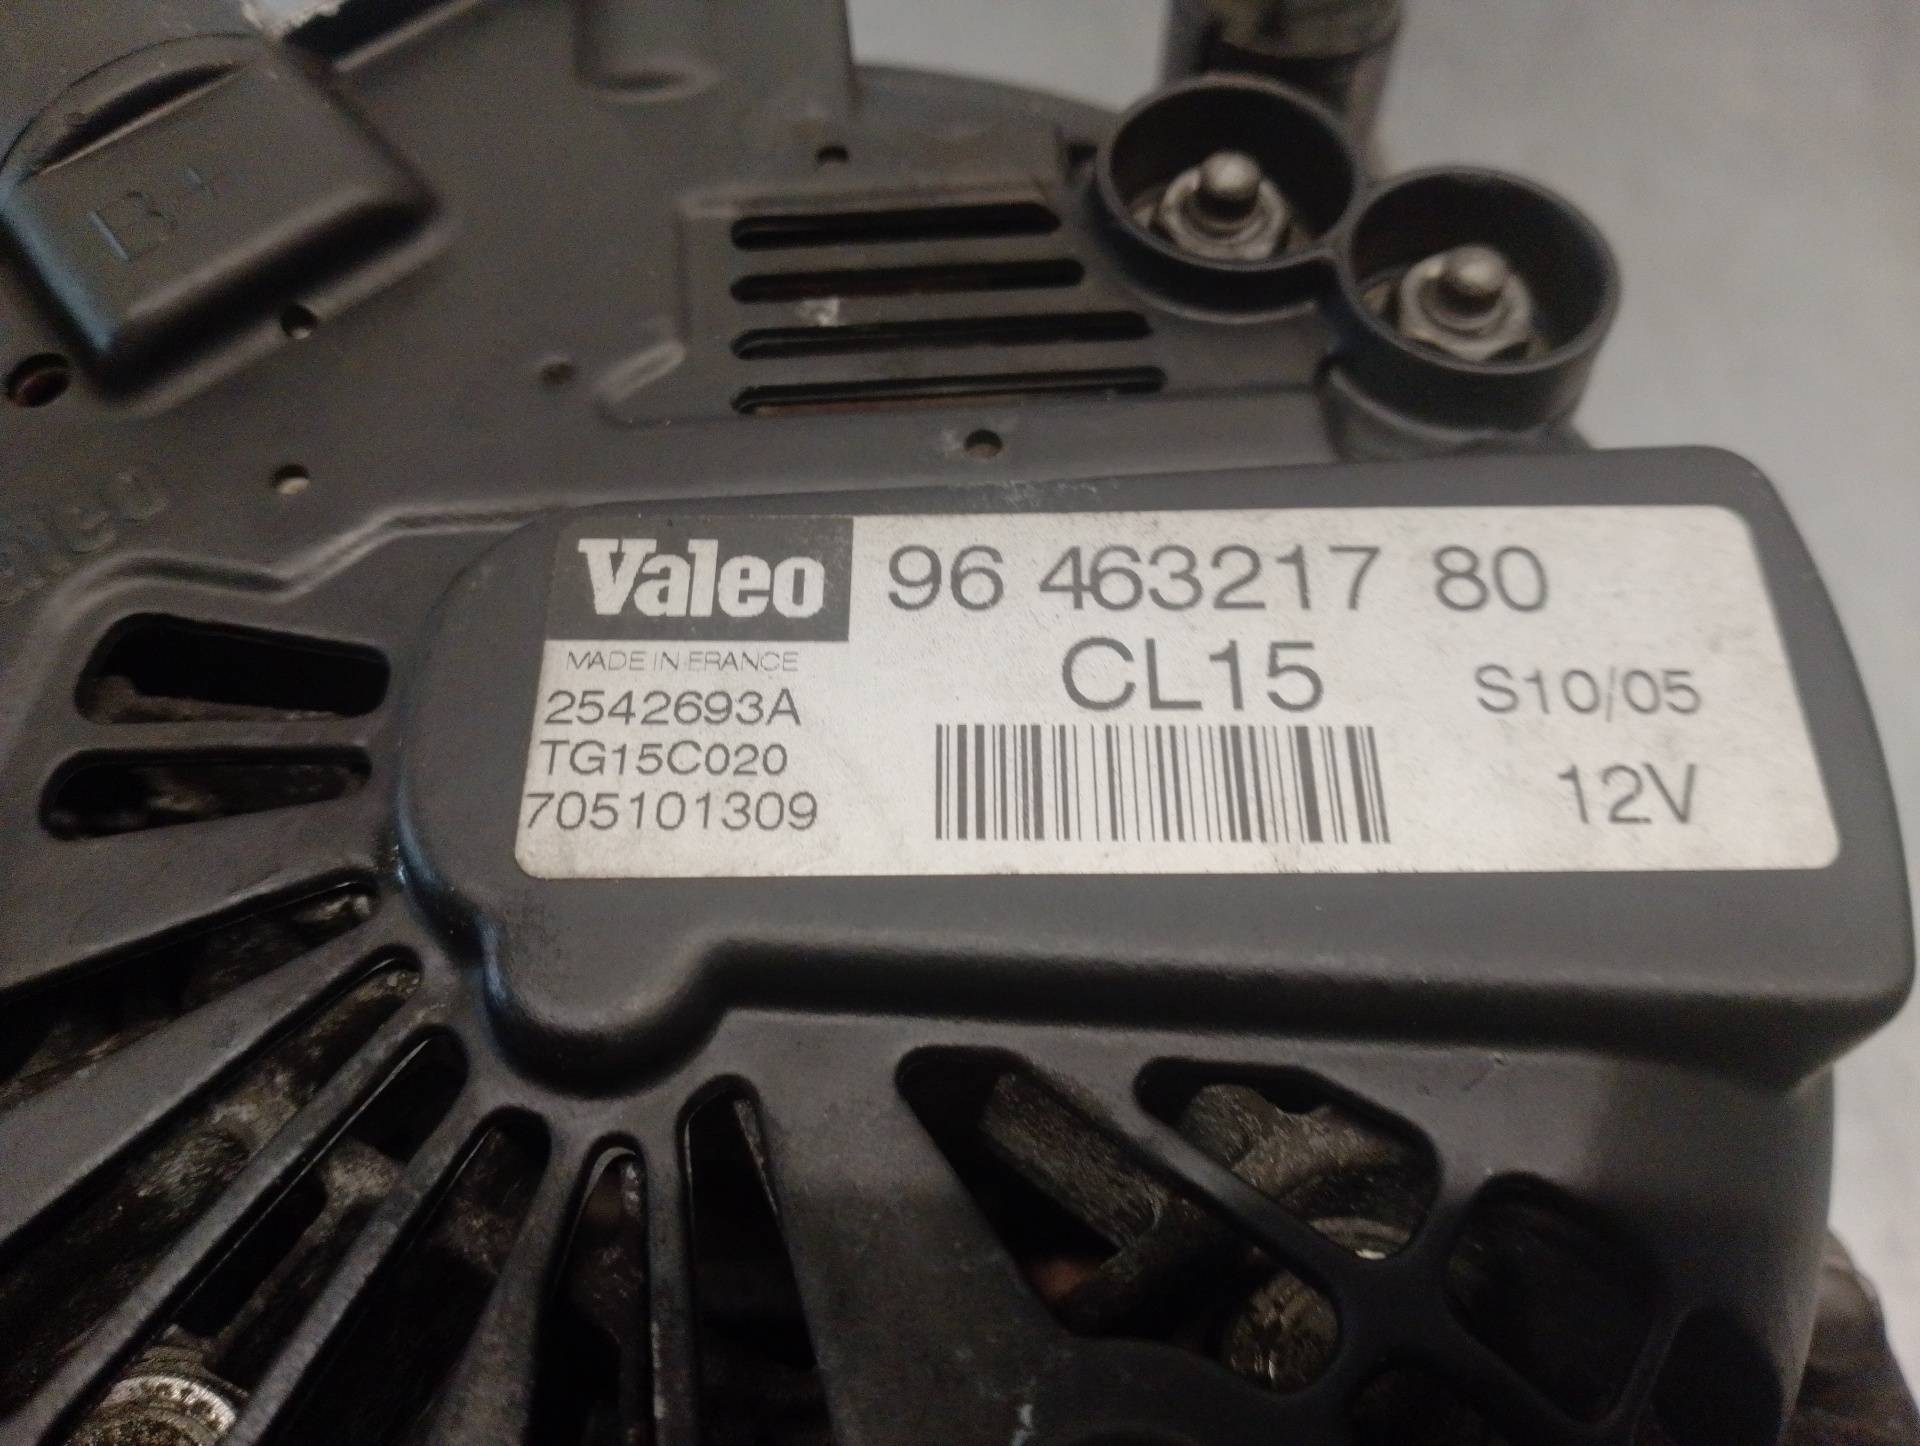 B+
Valeo
96 463217 80
MADE IN FRANCE
CL15
S10/05
2542693A
TG15C020
12V
705101309